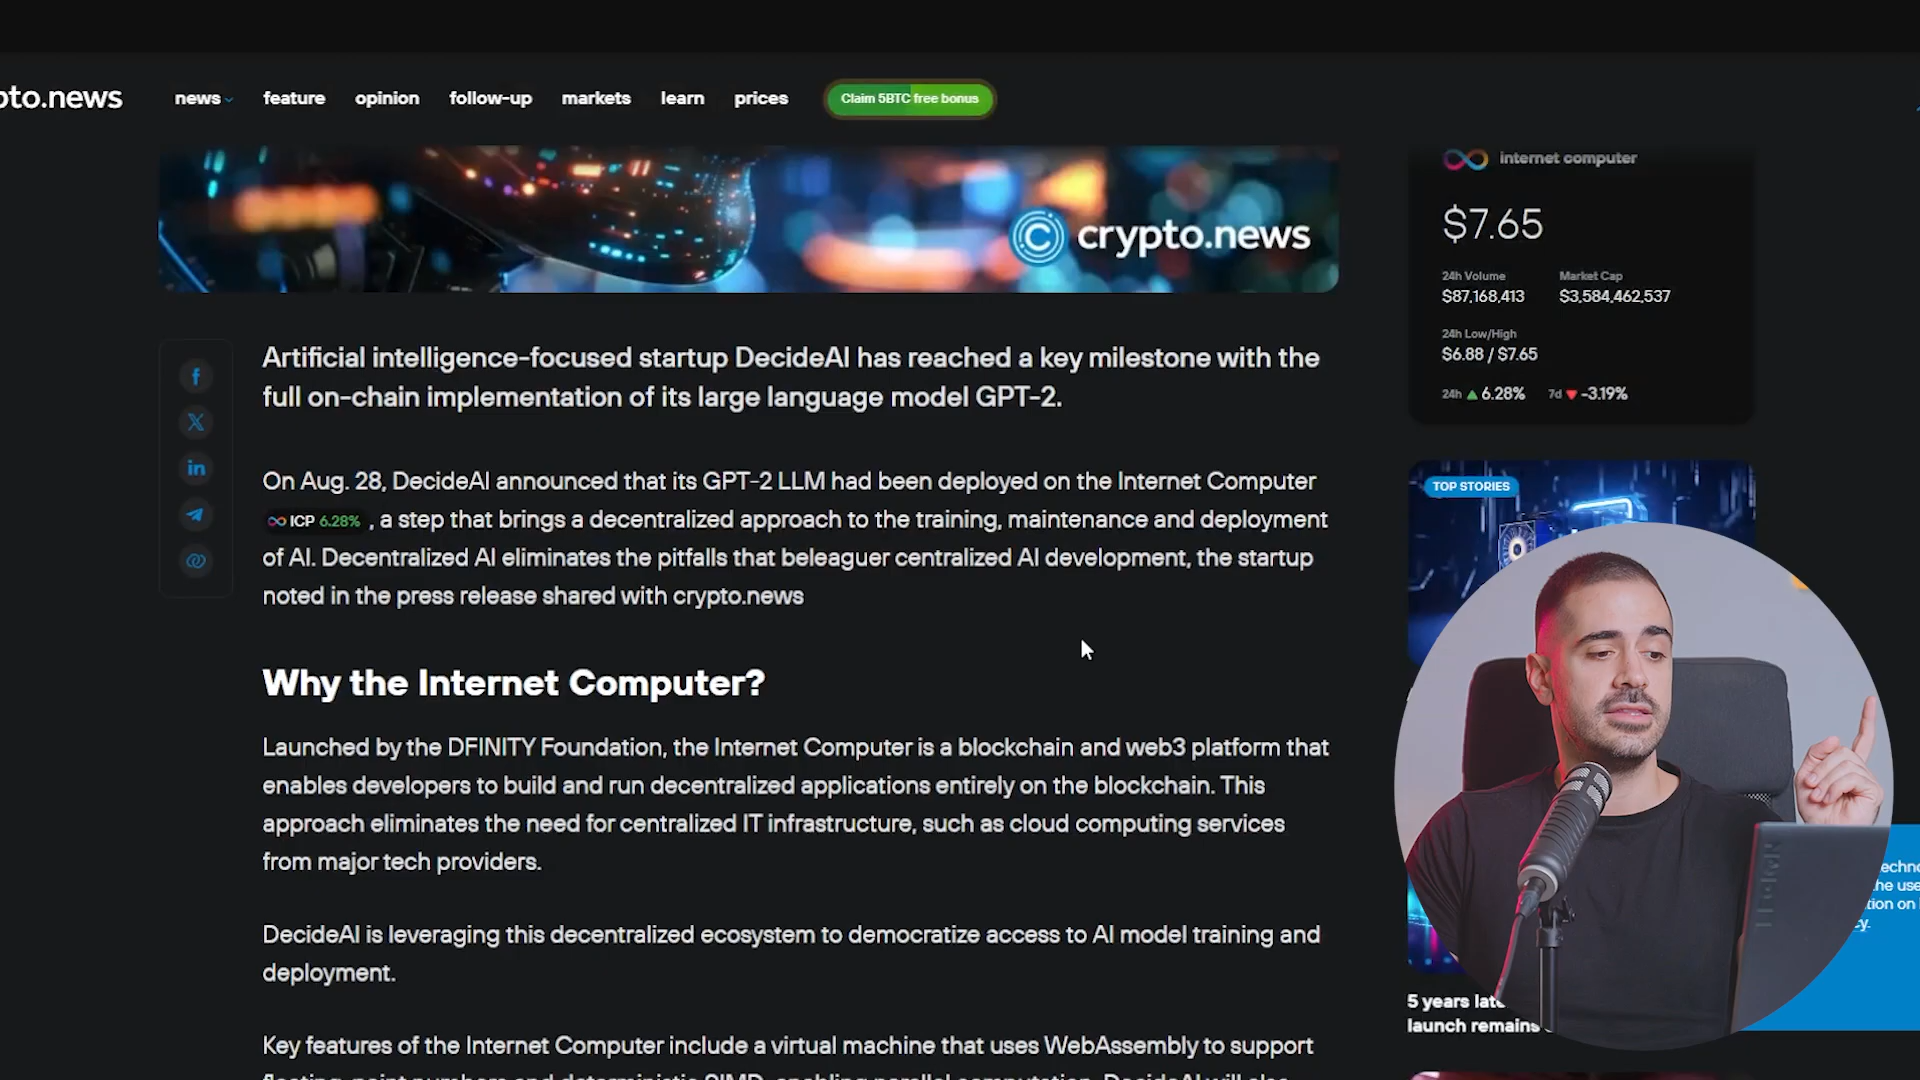 pto.news
news
feature
opinion
follow-up
markets
learn
prices
Claim 5BTC free bonus
crypto.news
internet computer
$7.65
24h Volume
Market Cap
$87,168,413
$3,584,462,537
24h Low/High
$6.88 / $7.65
24h 6.28% 7d -3.19%
Artificial intelligence-focused startup DecideAI has reached a key milestone with the
full on-chain implementation of its large language model GPT-2.
On Aug. 28, DecideAI announced that its GPT-2 LLM had been deployed on the Internet Computer
ICP 6.28% , a step that brings a decentralized approach to the training, maintenance and deployment
of AI. Decentralized AI eliminates the pitfalls that beleaguer centralized AI development, the startup
noted in the press release shared with crypto.news
Why the Internet Computer?
Launched by the DFINITY Foundation, the Internet Computer is a blockchain and web3 platform that
enables developers to build and run decentralized applications entirely on the blockchain. This
approach eliminates the need for centralized IT infrastructure, such as cloud computing services
from major tech providers.
DecideAI is leveraging this decentralized ecosystem to democratize access to AI model training and
deployment.
Key features of the Internet Computer include a virtual machine that uses WebAssembly to support
TOP STORIES
5 years
launch remains
LEGION